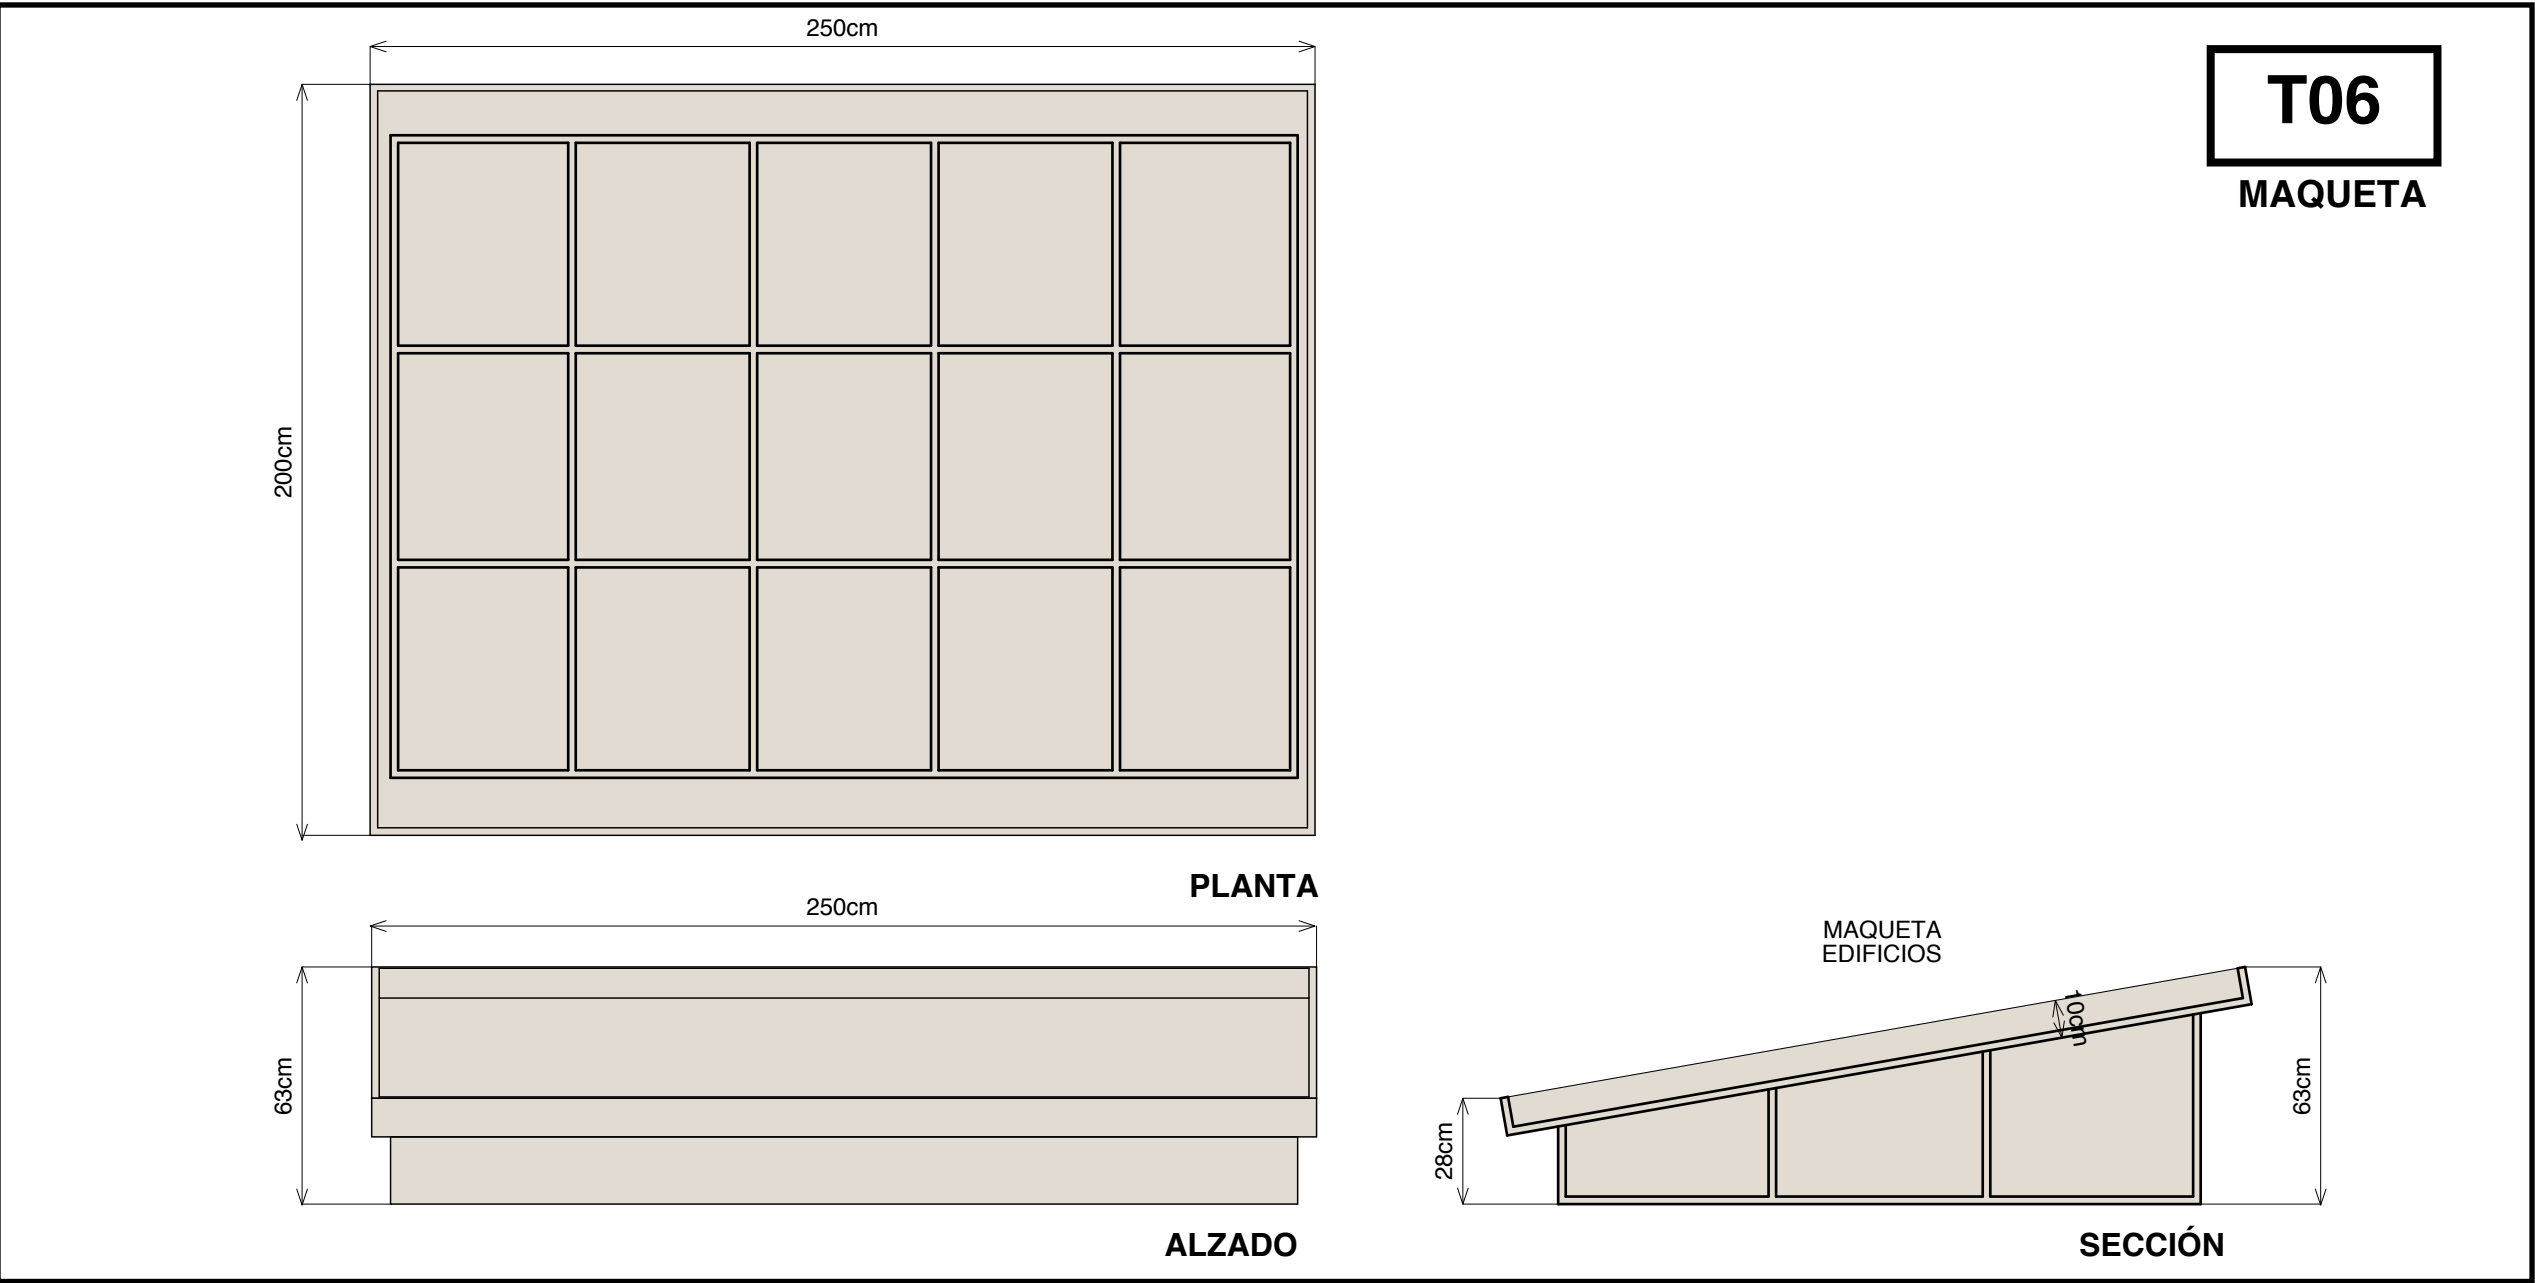 250cm
T06
MAQUETA
200cm
PLANTA
250cm
63cm
ALZADO
MAQUETA
EDIFICIOS
10cm
28cm
63cm
SECCIÓN